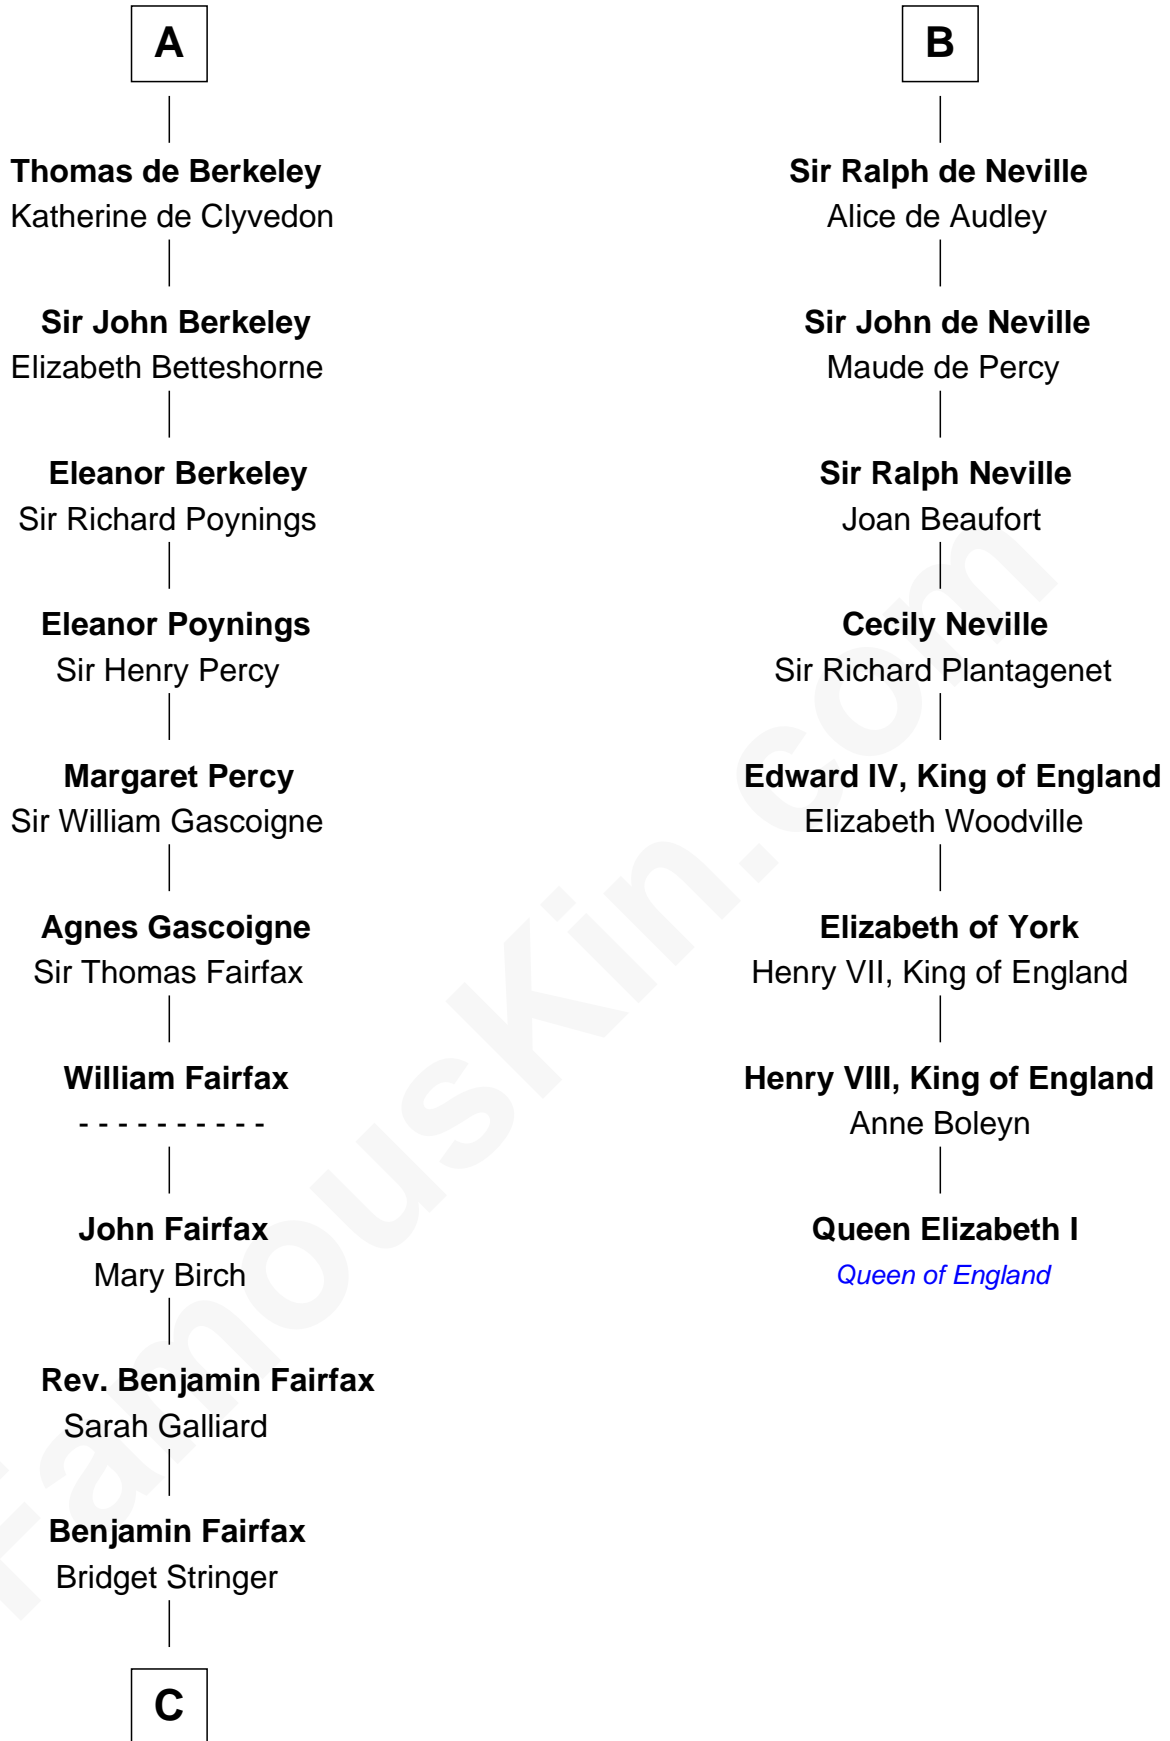 A
Thomas de Berkeley
Katherine de Clyvedon
Sir John Berkeley
Elizabeth Betteshorne
Eleanor Berkeley
Sir Richard Poynings
Eleanor Poynings
Sir Henry Percy
Margaret Percy
Sir William Gascoigne
Agnes Gascoigne
Sir Thomas Fairfax
William Fairfax
- - - - - - - - - -
John Fairfax
Mary Birch
Rev. Benjamin Fairfax
Sarah Galliard
Benjamin Fairfax
Bridget Stringer
C
B
Sir Ralph de Neville
Alice de Audley
Sir John de Neville
Maude de Percy
Sir Ralph Neville
Joan Beaufort
Cecily Neville
Sir Richard Plantagenet
Edward IV, King of England
Elizabeth Woodville
Elizabeth of York
Henry VII, King of England
Henry VIII, King of England
Anne Boleyn
Queen Elizabeth I
Queen of England
FamousKin.com